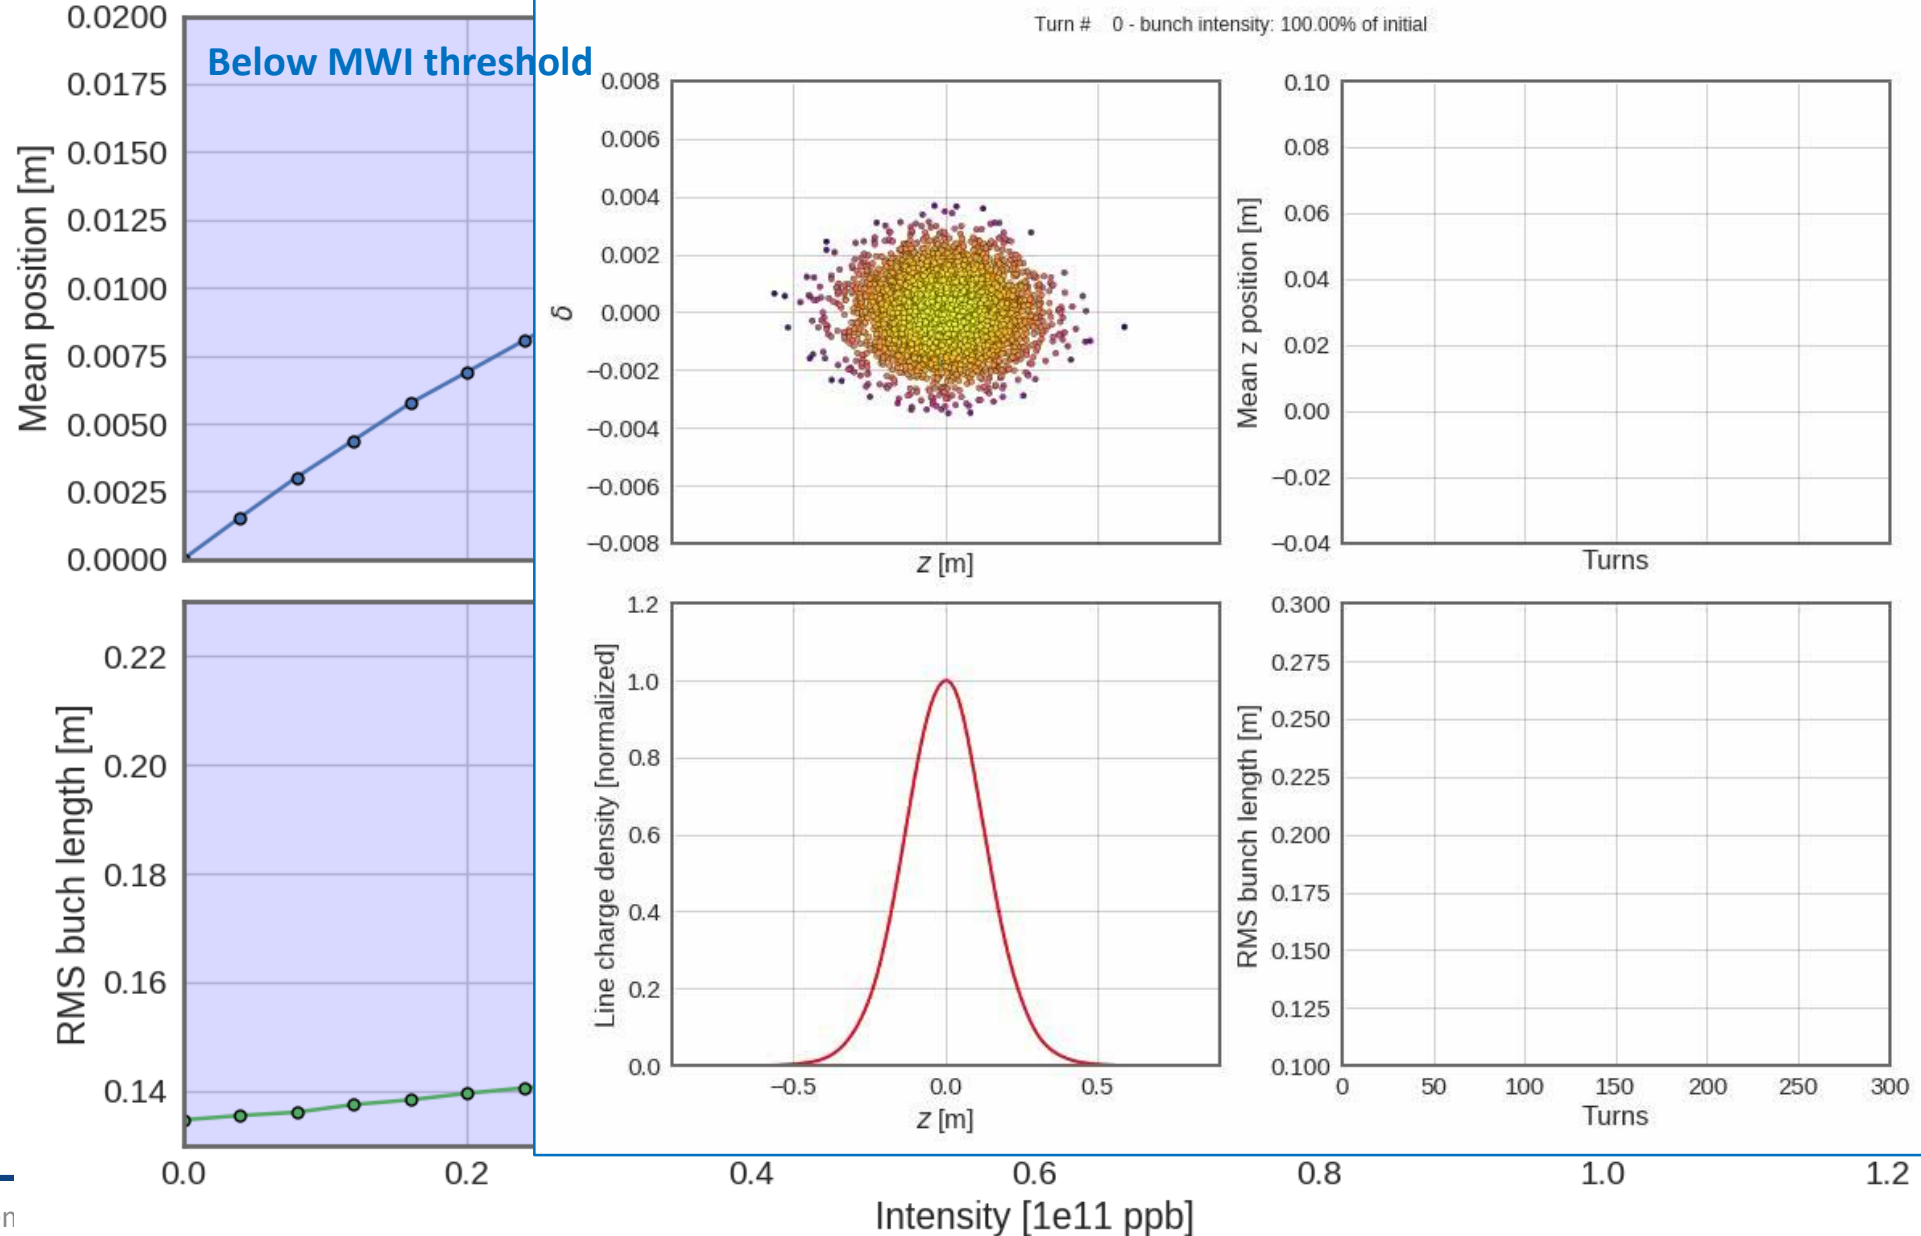 Turn # 0 - bunch intensity: 100.00% of initial
Below MWI threshold
0.0200
0.0175
0.0150
0.0125
0.0100
0.0075
0.0050
0.0025
0.0000
Mean position [m]
0.22
0.20
0.18
0.16
0.14
RMS buch length [m]
0.0 0.2 0.4 0.6 0.8 1.0 1.2
Intensity [1e11 ppb]
0.008
0.006
0.004
0.002
0.000
−0.002
−0.004
−0.006
−0.008
δ
z [m]
0.10
0.08
0.06
0.04
0.02
0.00
−0.02
−0.04
Mean z position [m]
Turns
1.2
1.0
0.8
0.6
0.4
0.2
0.0
Line charge density [normalized]
−0.5 0.0 0.5
z [m]
0.300
0.275
0.250
0.225
0.200
0.175
0.150
0.125
0.100
RMS bunch length [m]
0 50 100 150 200 250 300
Turns